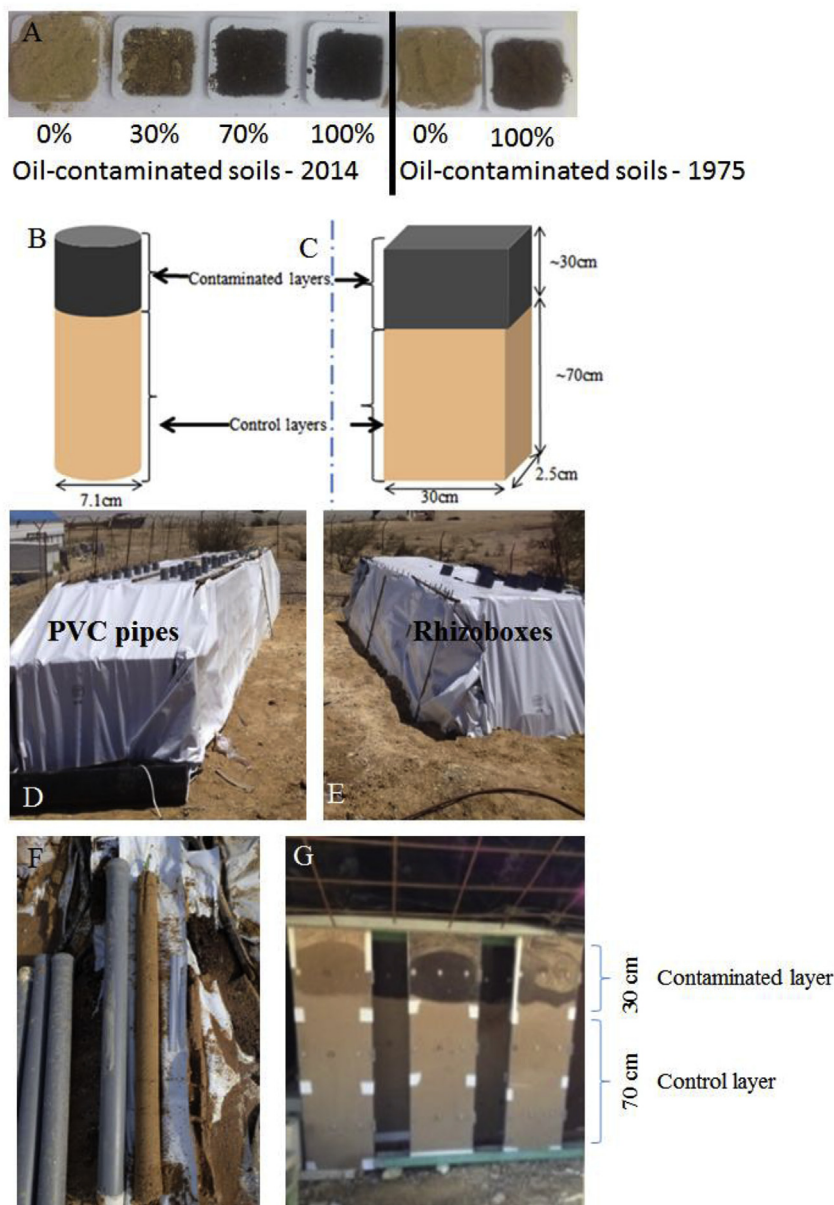 A
0% 30% 70% 100% 0% 100%
Oil-contaminated soils - 2014 Oil-contaminated soils - 1975
B
C
Contaminated layers
~30cm
~70cm
Control layers
2.5cm
7.1cm
30cm
PVC pipes
Rhizoboxes
D
E
F
G
30 cm
Contaminated layer
70 cm
Control layer